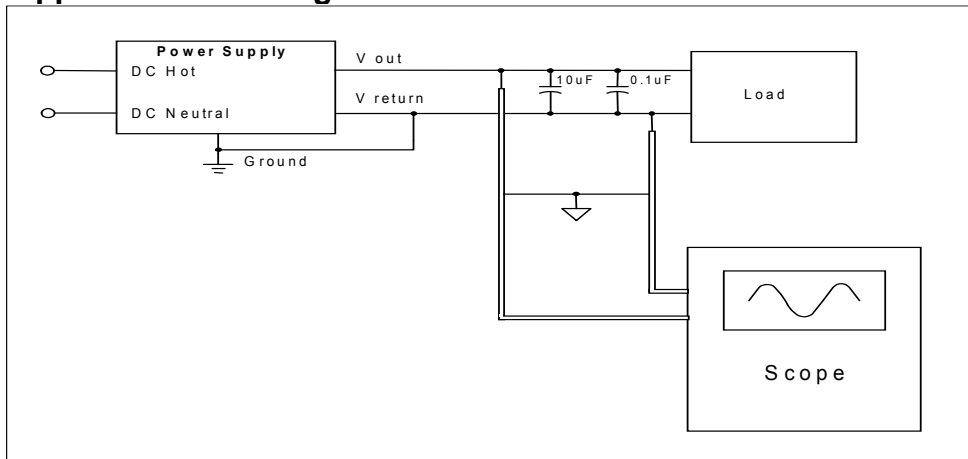 Power Supply
DC Hot
V out
10uF
0.1uF
Load
DC Neutral
V return
Ground
Scope